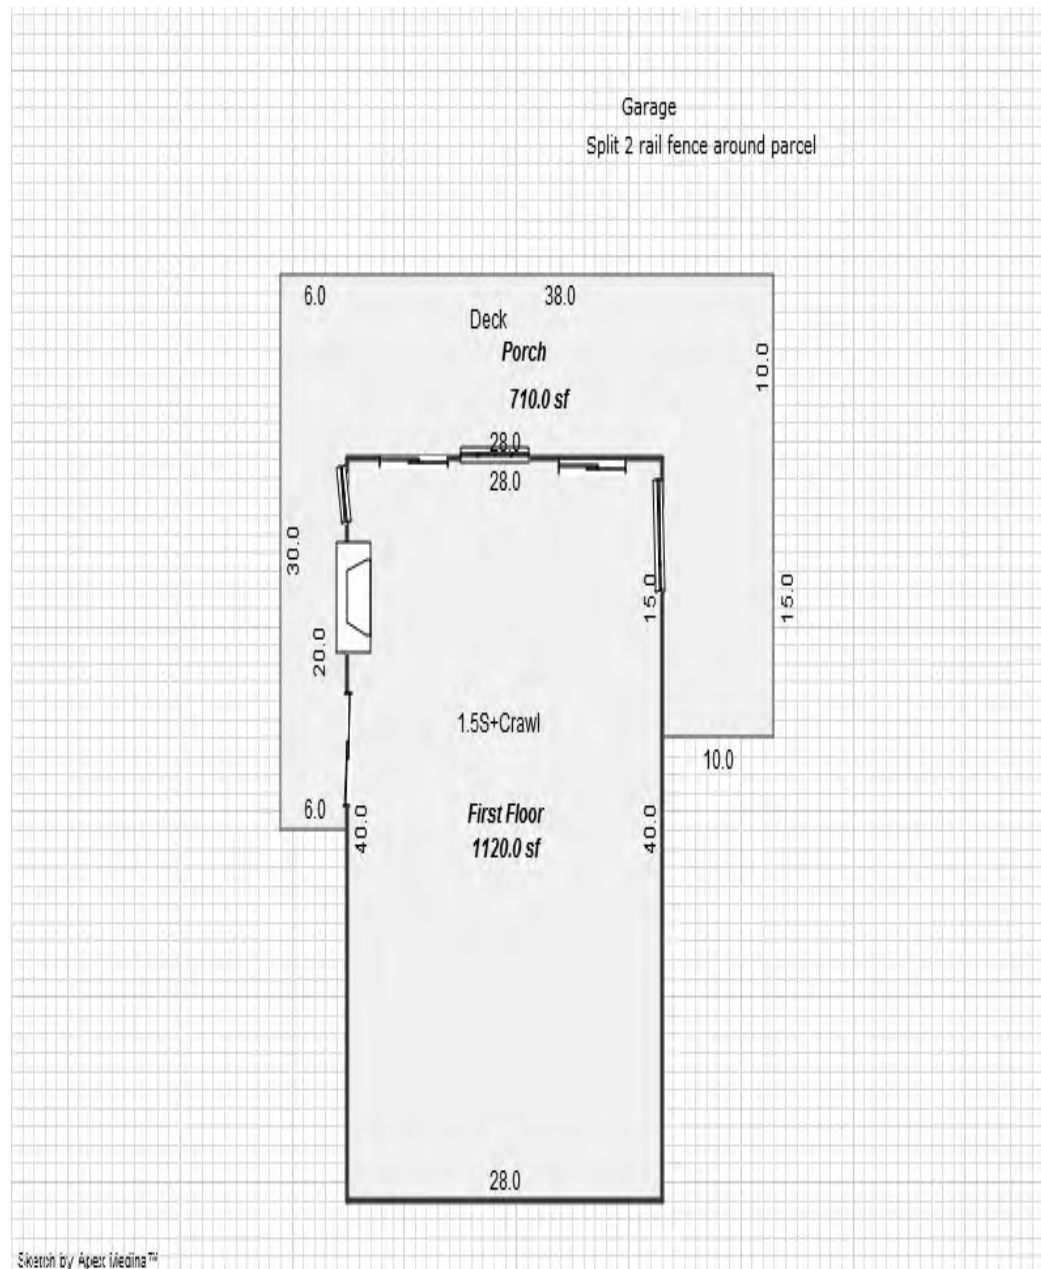 Garage
Split 2 rail fence around parcel
6.0
38.0
Deck
Porch
10.0
710.0 sf
28.0
28.0
30.0
15.0
15.0
20.0
1.5S+Crawl
10.0
6.0
First Floor
40.0
40.0
1120.0 sf
28.0
Sketch by Apex Medina™